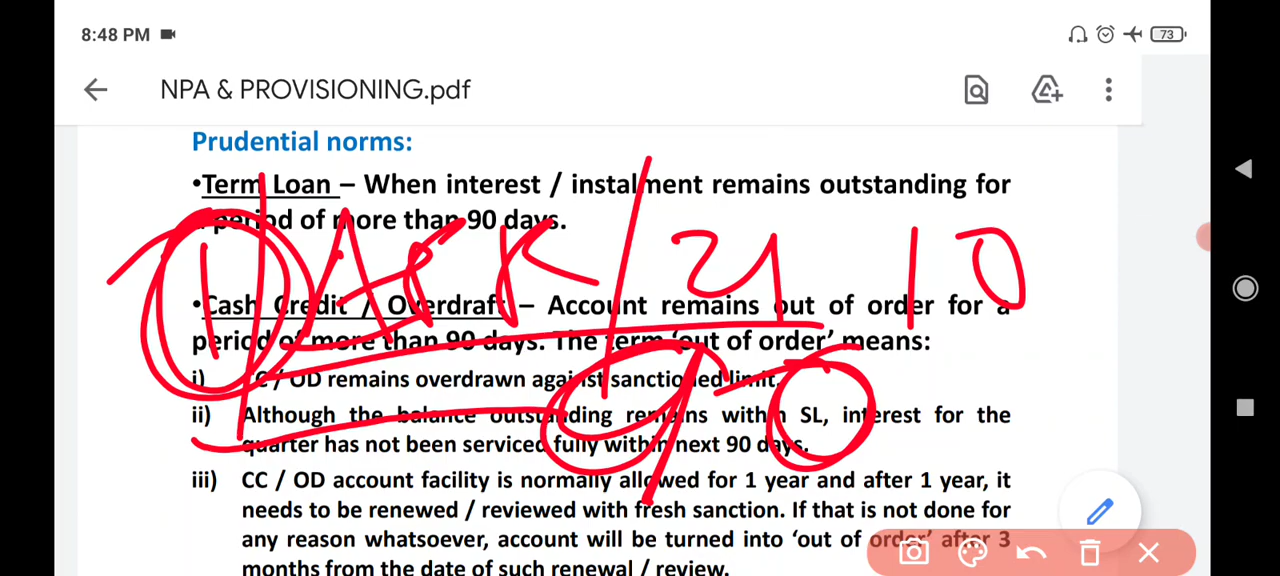 8:48 PM 73
NPA & PROVISIONING.pdf
Prudential norms:
•Term Loan – When interest / instalment remains outstanding for
a period of more than 90 days.
•Cash Credit / Overdraft – Account remains out of order for a
period of more than 90 days. The term 'out of order' means:
i) CC / OD remains overdrawn against sanctioned limit.
ii) Although the balance outstanding remains within SL, interest for the
quarter has not been serviced fully within next 90 days.
iii) CC / OD account facility is normally allowed for 1 year and after 1 year, it
needs to be renewed / reviewed with fresh sanction. If that is not done for
any reason whatsoever, account will be turned into 'out of order' after 3
months from the date of such renewal / review.